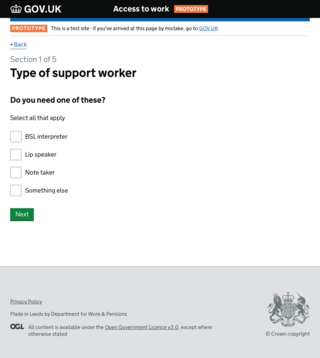 GOV.UK
Access to work PROTOTYPE
PROTOTYPE This is a test site - if you've arrived at this page by mistake, go to GOV.UK
Back
Section 1 of 5
Type of support worker
Do you need one of these?
Select all that apply
BSL interpreter
Lip speaker
Note taker
Something else
Next
Privacy Policy
Made in Leeds by Department for Work & Pensions
OGL All content is available under the Open Government Licence v3.0, except where
otherwise stated
© Crown copyright